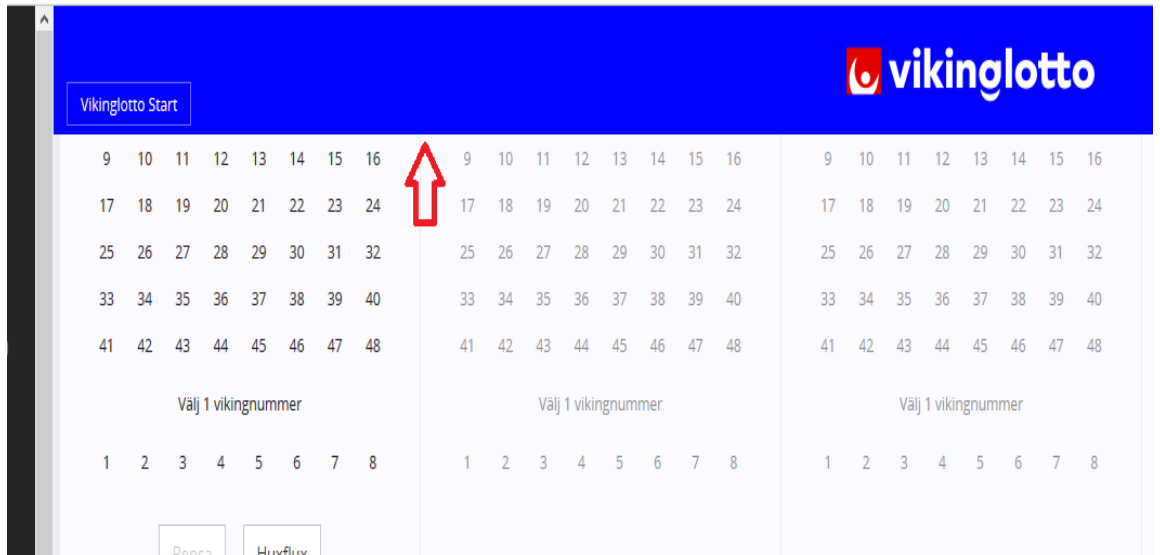 vikinglotto
Vikinglotto Start
9 10 11 12 13 14 15 16 9 10 11 12 13 14 15 16 9 10 11 12 13 14 15 16
17 18 19 20 21 22 23 24 17 18 19 20 21 22 23 24 17 18 19 20 21 22 23 24
25 26 27 28 29 30 31 32 25 26 27 28 29 30 31 32 25 26 27 28 29 30 31 32
33 34 35 36 37 38 39 40 33 34 35 36 37 38 39 40 33 34 35 36 37 38 39 40
41 42 43 44 45 46 47 48 41 42 43 44 45 46 47 48 41 42 43 44 45 46 47 48
Välj 1 vikingnummer Välj 1 vikingnummer Välj 1 vikingnummer
1 2 3 4 5 6 7 8 1 2 3 4 5 6 7 8 1 2 3 4 5 6 7 8
Rensa Huxflux